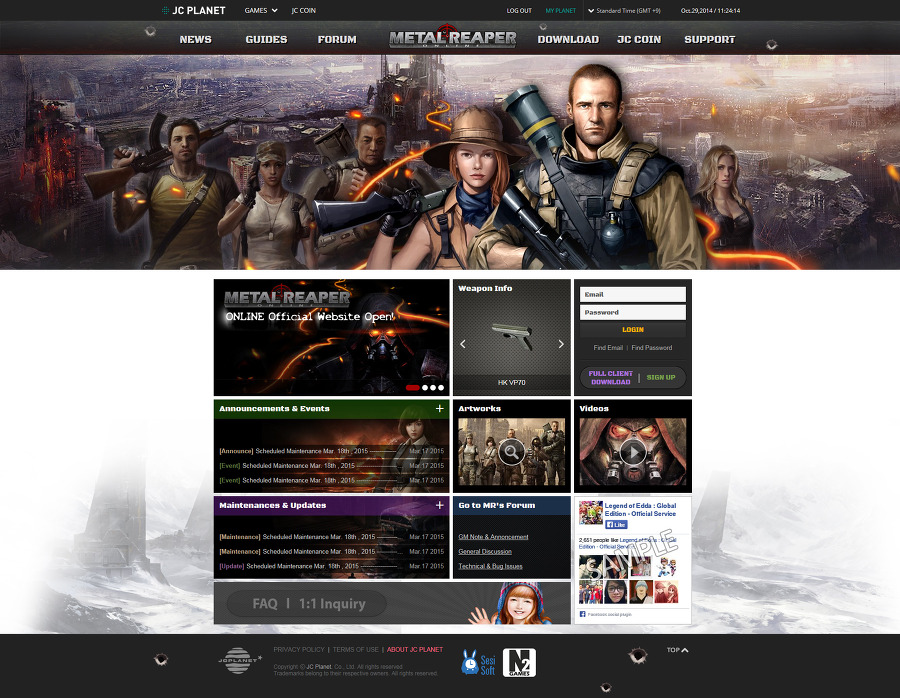 JC PLANET GAMES JC COIN LOG OUT MY PLANET Standard Time (GMT +9) Oct.29,2014 / 11:24:14
NEWS GUIDES FORUM METAL REAPER ONLINE DOWNLOAD JC COIN SUPPORT
METAL REAPER
ONLINE
ONLINE Official Website Open!
Weapon Info
HK VP70
Email
Password
LOGIN
Find Email | Find Password
FULL CLIENT
DOWNLOAD | SIGN UP
Announcements & Events +
[Announce] Scheduled Maintenance Mar. 18th , 2015 Mar.17 2015
[Event] Scheduled Maintenance Mar. 18th , 2015 Mar.17 2015
[Event] Scheduled Maintenance Mar. 18th , 2015 Mar.17 2015
Artworks
Videos
Maintenances & Updates +
[Maintenance] Scheduled Maintenance Mar. 18th , 2015 Mar.17 2015
[Maintenance] Scheduled Maintenance Mar. 18th , 2015 Mar.17 2015
[Update] Scheduled Maintenance Mar. 18th , 2015 Mar.17 2015
Go to MR's Forum
GM Note & Annoncement
General Discussion
Technical & Bug Issues
Legend of Edda : Global
Edition - Official Service
Like
2,651 people like Legend of Edda : Global
Edition - Official Service
SAMPLE
Facebook social plugin
FAQ | 1:1 Inquiry
JCPLANET
PRIVACY POLICY | TERMS OF USE | ABOUT JC PLANET
Copyright © JC Planet. Co., Ltd. All rights reserved.
Trademarks belong to their respective owners. All rights reserved.
Sesi
Soft
N2
GAMES
TOP